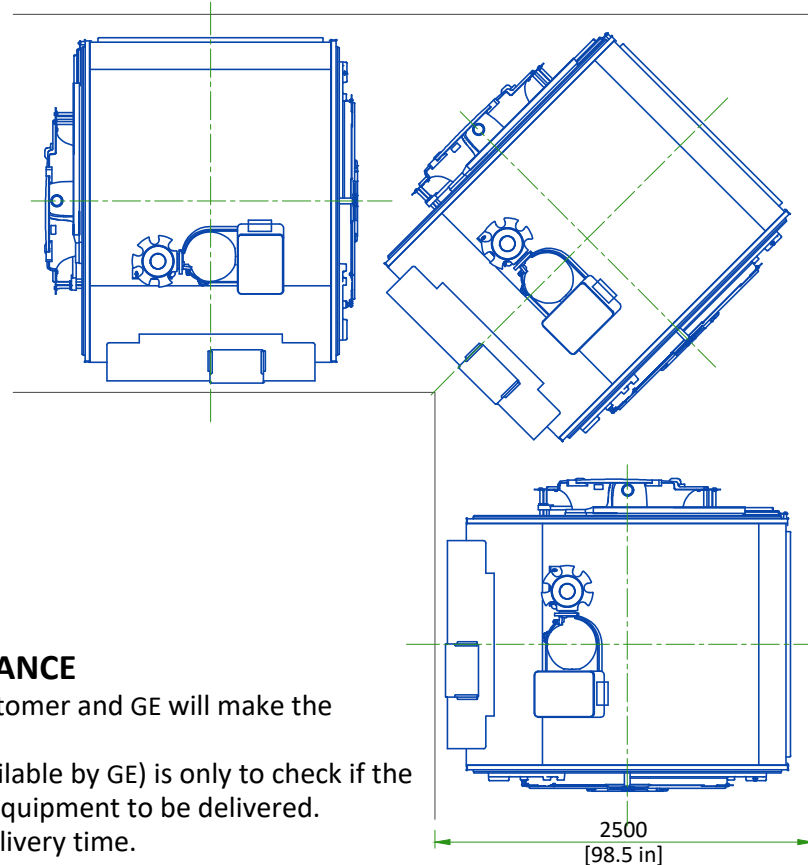 ANCE
tomer and GE will make the
ilable by GE) is only to check if the
quipment to be delivered.
livery time.
2500
[98.5 in]